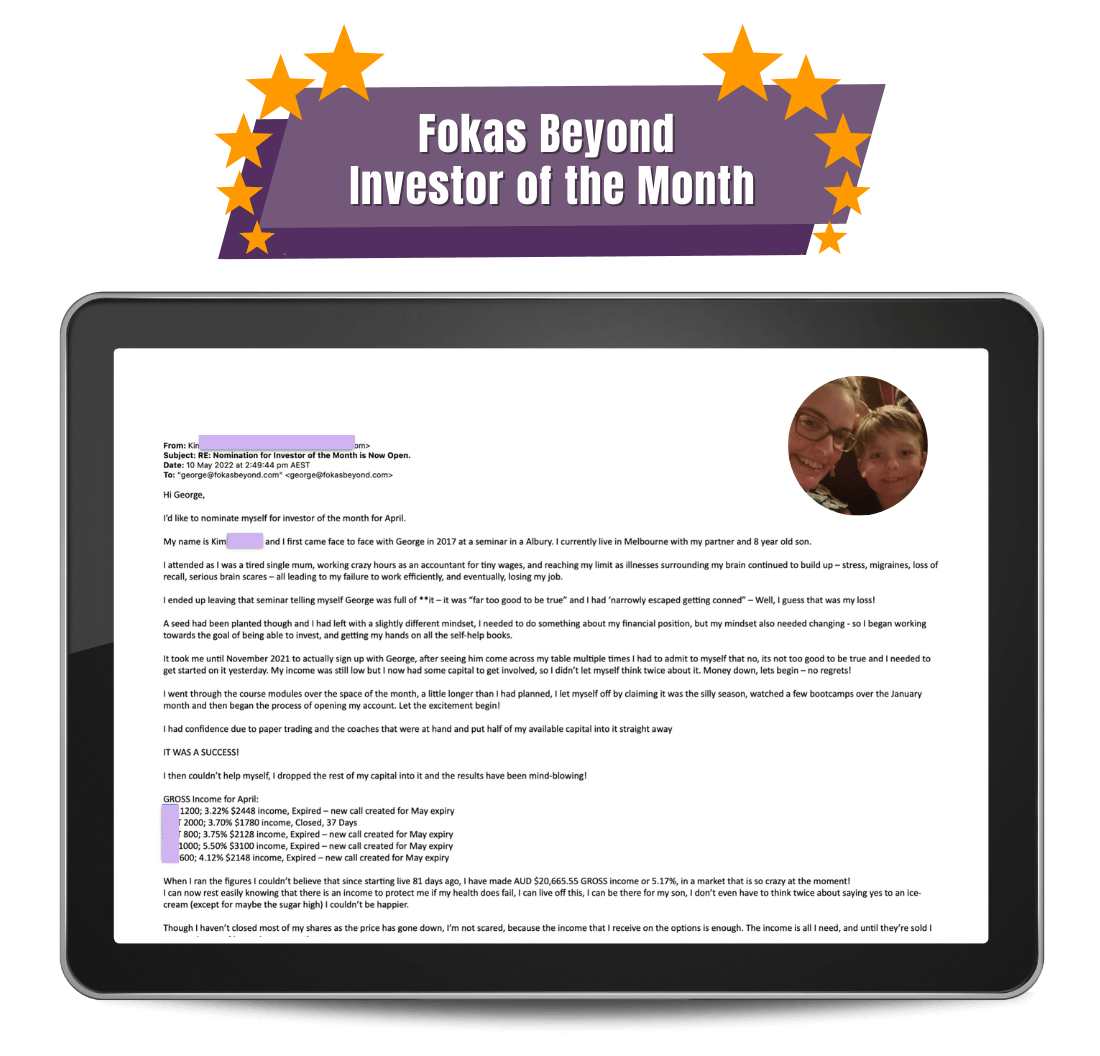 Fokas Beyond
Investor of the Month
From: Kim om>
Subject: RE: Nomination for Investor of the Month is Now Open.
Date: 10 May 2022 at 2:49:44 pm AEST
To: "george@fokasbeyond.com" <george@fokasbeyond.com>
Hi George,
I'd like to nominate myself for investor of the month for April.
My name is Kim and I first came face to face with George in 2017 at a seminar in a Albury. I currently live in Melbourne with my partner and 8 year old son.
I attended as I was a tired single mum, working crazy hours as an accountant for tiny wages, and reaching my limit as illnesses surrounding my brain continued to build up – stress, migraines, loss of
recall, serious brain scares – all leading to my failure to work efficiently, and eventually, losing my job.
I ended up leaving that seminar telling myself George was full of **it – it was "far too good to be true" and I had 'narrowly escaped getting conned" – Well, I guess that was my loss!
A seed had been planted though and I had left with a slightly different mindset, I needed to do something about my financial position, but my mindset also needed changing - so I began working
towards the goal of being able to invest, and getting my hands on all the self-help books.
It took me until November 2021 to actually sign up with George, after seeing him come across my table multiple times I had to admit to myself that no, its not too good to be true and I needed to
get started on it yesterday. My income was still low but I now had some capital to get involved, so I didn't let myself think twice about it. Money down, lets begin – no regrets!
I went through the course modules over the space of the month, a little longer than I had planned, I let myself off by claiming it was the silly season, watched a few bootcamps over the January
month and then began the process of opening my account. Let the excitement begin!
I had confidence due to paper trading and the coaches that were at hand and put half of my available capital into it straight away
IT WAS A SUCCESS!
I then couldn't help myself, I dropped the rest of my capital into it and the results have been mind-blowing!
GROSS Income for April:
1200; 3.22% $2448 income, Expired – new call created for May expiry
2000; 3.70% $1780 income, Closed, 37 Days
800; 3.75% $2128 income, Expired – new call created for May expiry
1000; 5.50% $3100 income, Expired – new call created for May expiry
600; 4.12% $2148 income, Expired – new call created for May expiry
When I ran the figures I couldn't believe that since starting live 81 days ago, I have made AUD $20,665.55 GROSS income or 5.17%, in a market that is so crazy at the moment!
I can now rest easily knowing that there is an income to protect me if my health does fail, I can live off this, I can be there for my son, I don't even have to think twice about saying yes to an ice-
cream (except for maybe the sugar high) I couldn't be happier.
Though I haven't closed most of my shares as the price has gone down, I'm not scared, because the income that I receive on the options is enough. The income is all I need, and until they're sold I